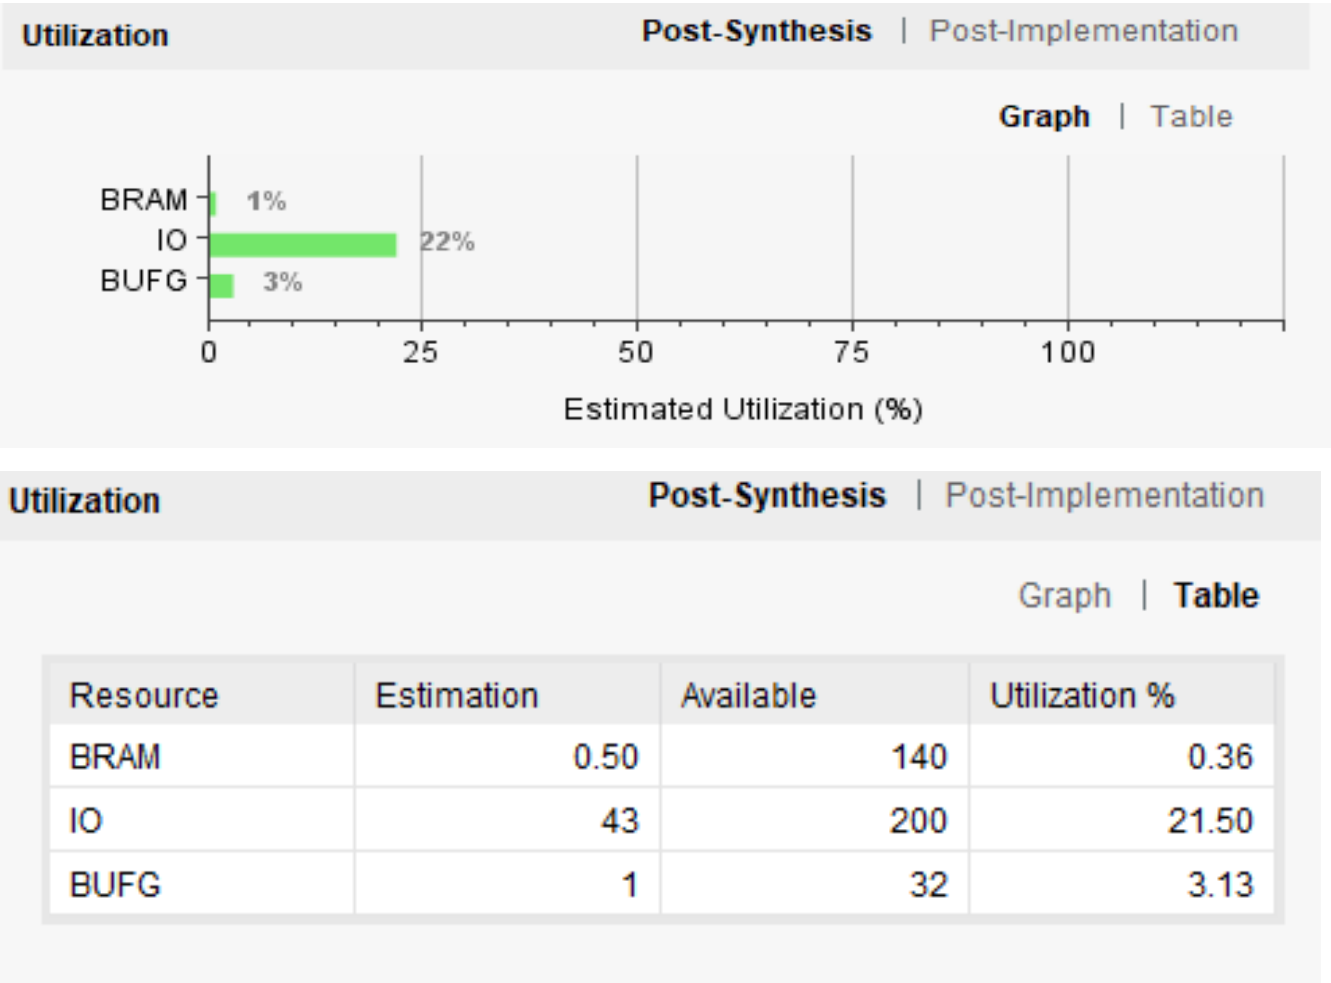 Utilization Post-Synthesis | Post-Implementation
Graph | Table
BRAM 1%
IO 22%
BUFG 3%
0 25 50 75 100
Estimated Utilization (%)
Utilization Post-Synthesis | Post-Implementation
Graph | Table
Resource Estimation Available Utilization %
BRAM 0.50 140 0.36
IO 43 200 21.50
BUFG 1 32 3.13